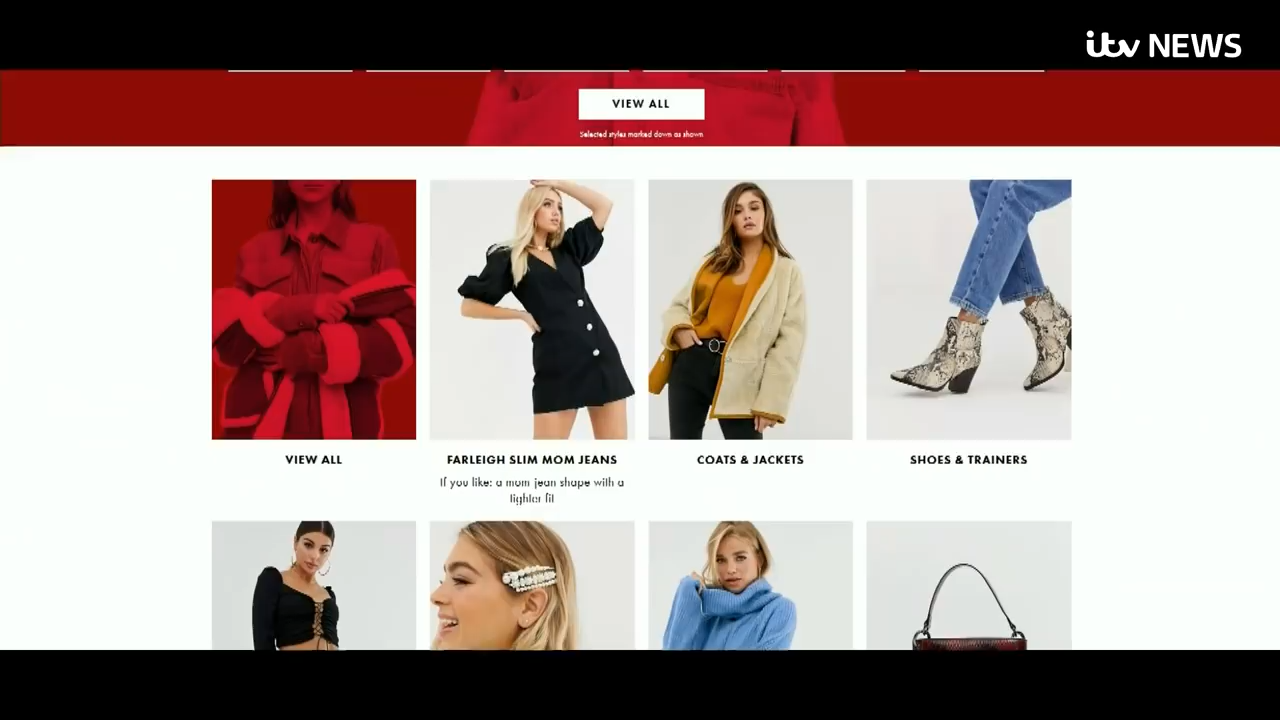 itv NEWS
VIEW ALL
Selected styles marked down as shown
VIEW ALL
FARLEIGH SLIM MOM JEANS
COATS & JACKETS
SHOES & TRAINERS
If you like: a mom jean shape with a
tighter fit